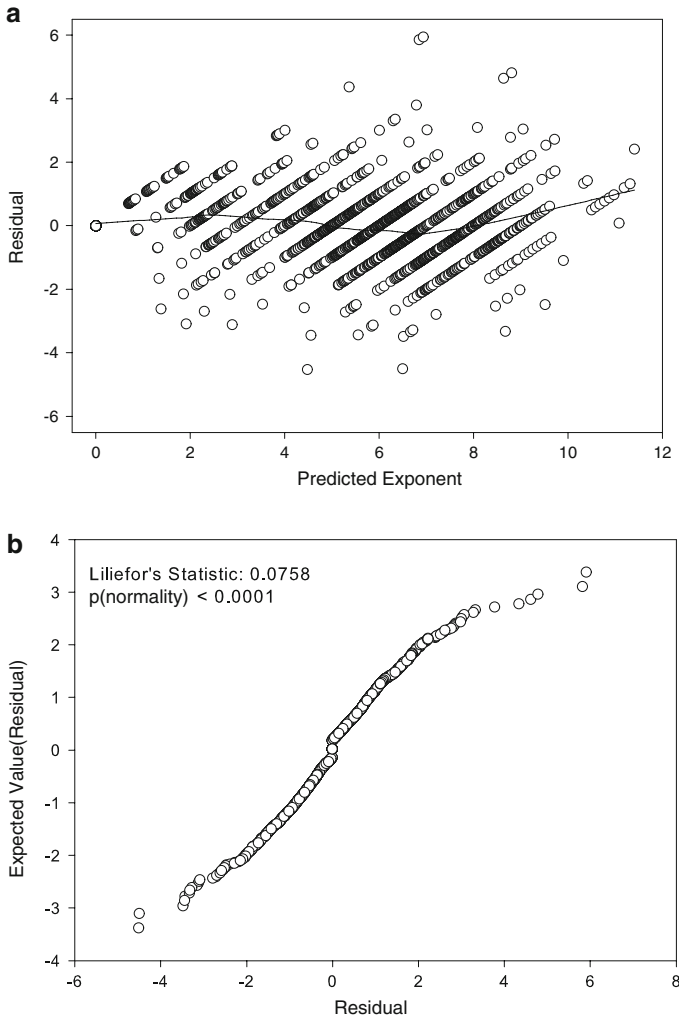 a
6
4
2
0
-2
-4
-6
Residual
0 2 4 6 8 10 12
Predicted Exponent
b
4
3
2
1
0
-1
-2
-3
-4
Expected Value(Residual)
Liliefor's Statistic: 0.0758
p(normality) < 0.0001
-6 -4 -2 0 2 4 6 8
Residual